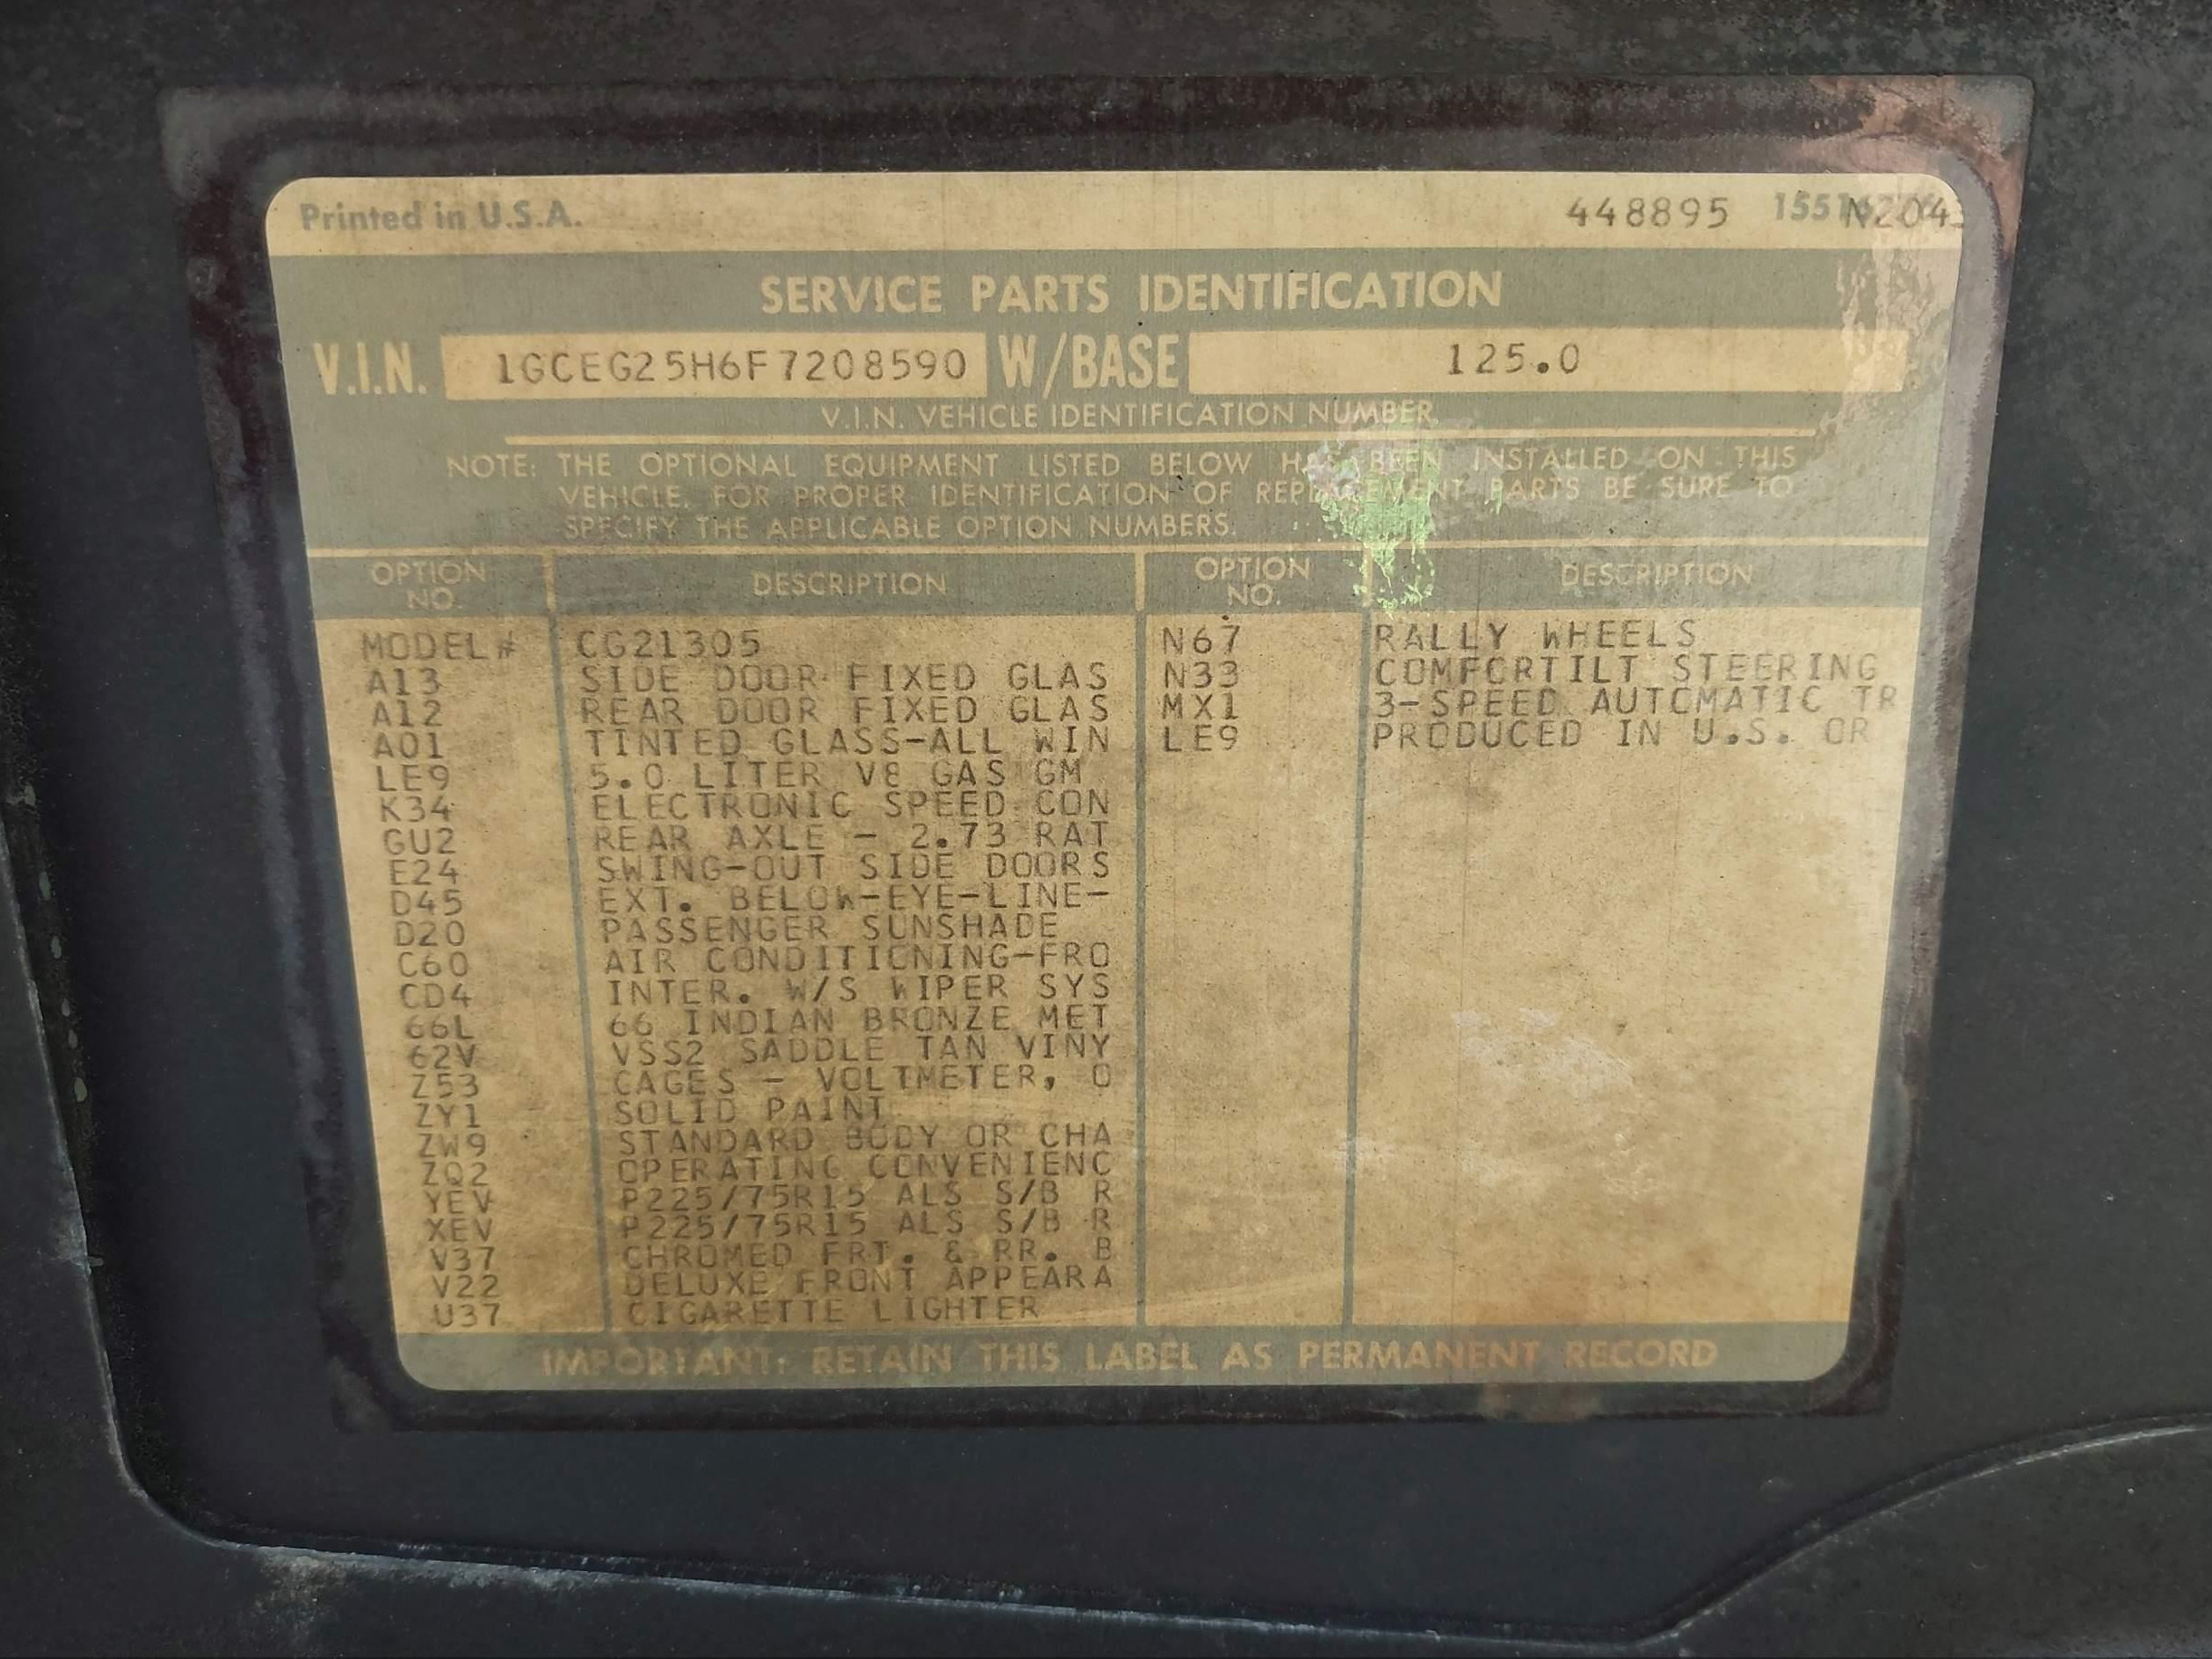 Printed in U.S.A. 448895 N204
SERVICE PARTS IDENTIFICATION
V.I.N. 1GCEG25H6F7208590 W/BASE 125.0
V.I.N. VEHICLE IDENTIFICATION NUMBER
NOTE: THE OPTIONAL EQUIPMENT LISTED BELOW HAS BEEN INSTALLED ON THIS
VEHICLE. FOR PROPER IDENTIFICATION OF REPLACEMENT PARTS BE SURE TO
SPECIFY THE APPLICABLE OPTION NUMBERS.
OPTION NO. DESCRIPTION OPTION NO. DESCRIPTION
MODEL# CG21305 N67 RALLY WHEELS
A13 SIDE DOOR FIXED GLAS N33 COMFORTILT STEERING
A12 REAR DOOR FIXED GLAS MX1 3-SPEED AUTOMATIC TR
A01 TINTED GLASS-ALL WIN LE9 PRODUCED IN U.S. OR
LE9 5.0 LITER V8 GAS GM
K34 ELECTRONIC SPEED CON
GU2 REAR AXLE - 2.73 RAT
E24 SWING-OUT SIDE DOORS
D45 EXT. BELOW-EYE-LINE-
D20 PASSENGER SUNSHADE
C60 AIR CONDITIONING-FRO
CD4 INTER. W/S WIPER SYS
66L 66 INDIAN BRONZE MET
62V VSS2 SADDLE TAN VINY
Z53 GAGES - VOLTMETER, O
ZY1 SOLID PAINT
ZW9 STANDARD BODY OR CHA
ZQ2 OPERATING CONVENIENC
YEV P225/75R15 ALS S/B R
XEV P225/75R15 ALS S/B R
V37 CHROMED FRT. & RR. B
V22 DELUXE FRONT APPEARA
U37 CIGARETTE LIGHTER
IMPORTANT: RETAIN THIS LABEL AS PERMANENT RECORD